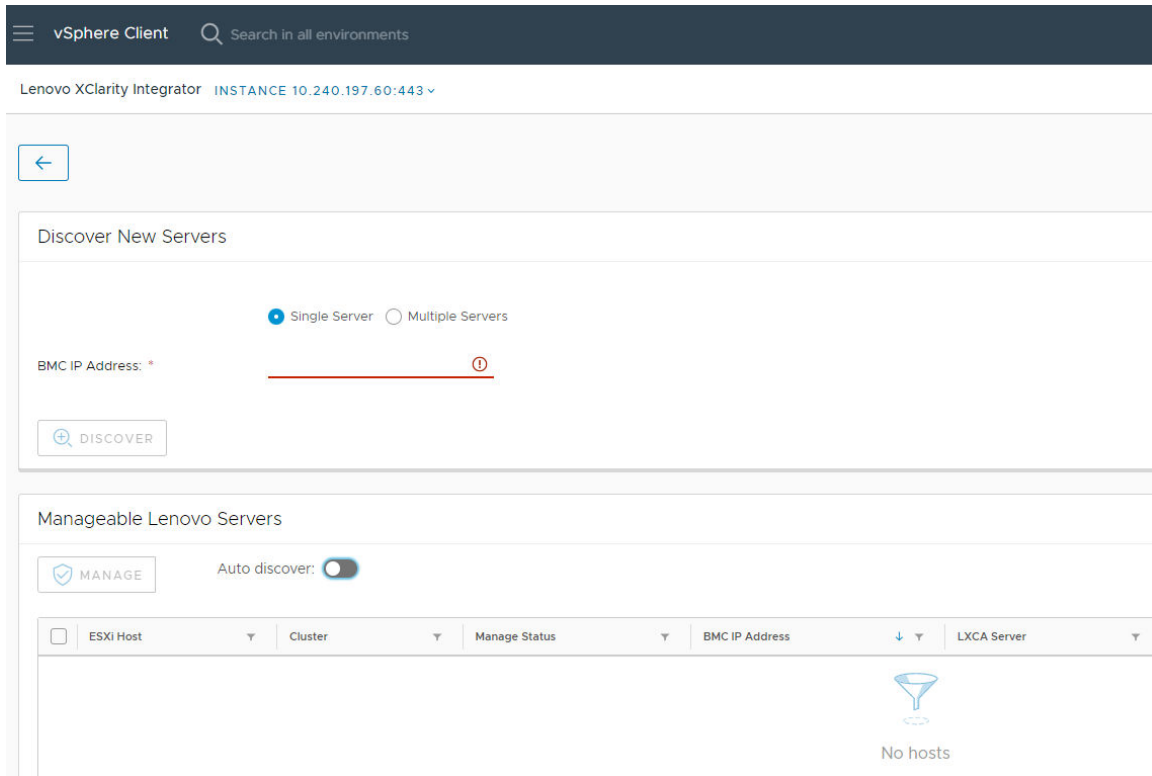 vSphere Client Search in all environments
Lenovo XClarity Integrator INSTANCE 10.240.197.60:443
Discover New Servers
Single Server Multiple Servers
BMC IP Address: *
DISCOVER
Manageable Lenovo Servers
MANAGE Auto discover:
ESXi Host Cluster Manage Status BMC IP Address LXCA Server
No hosts